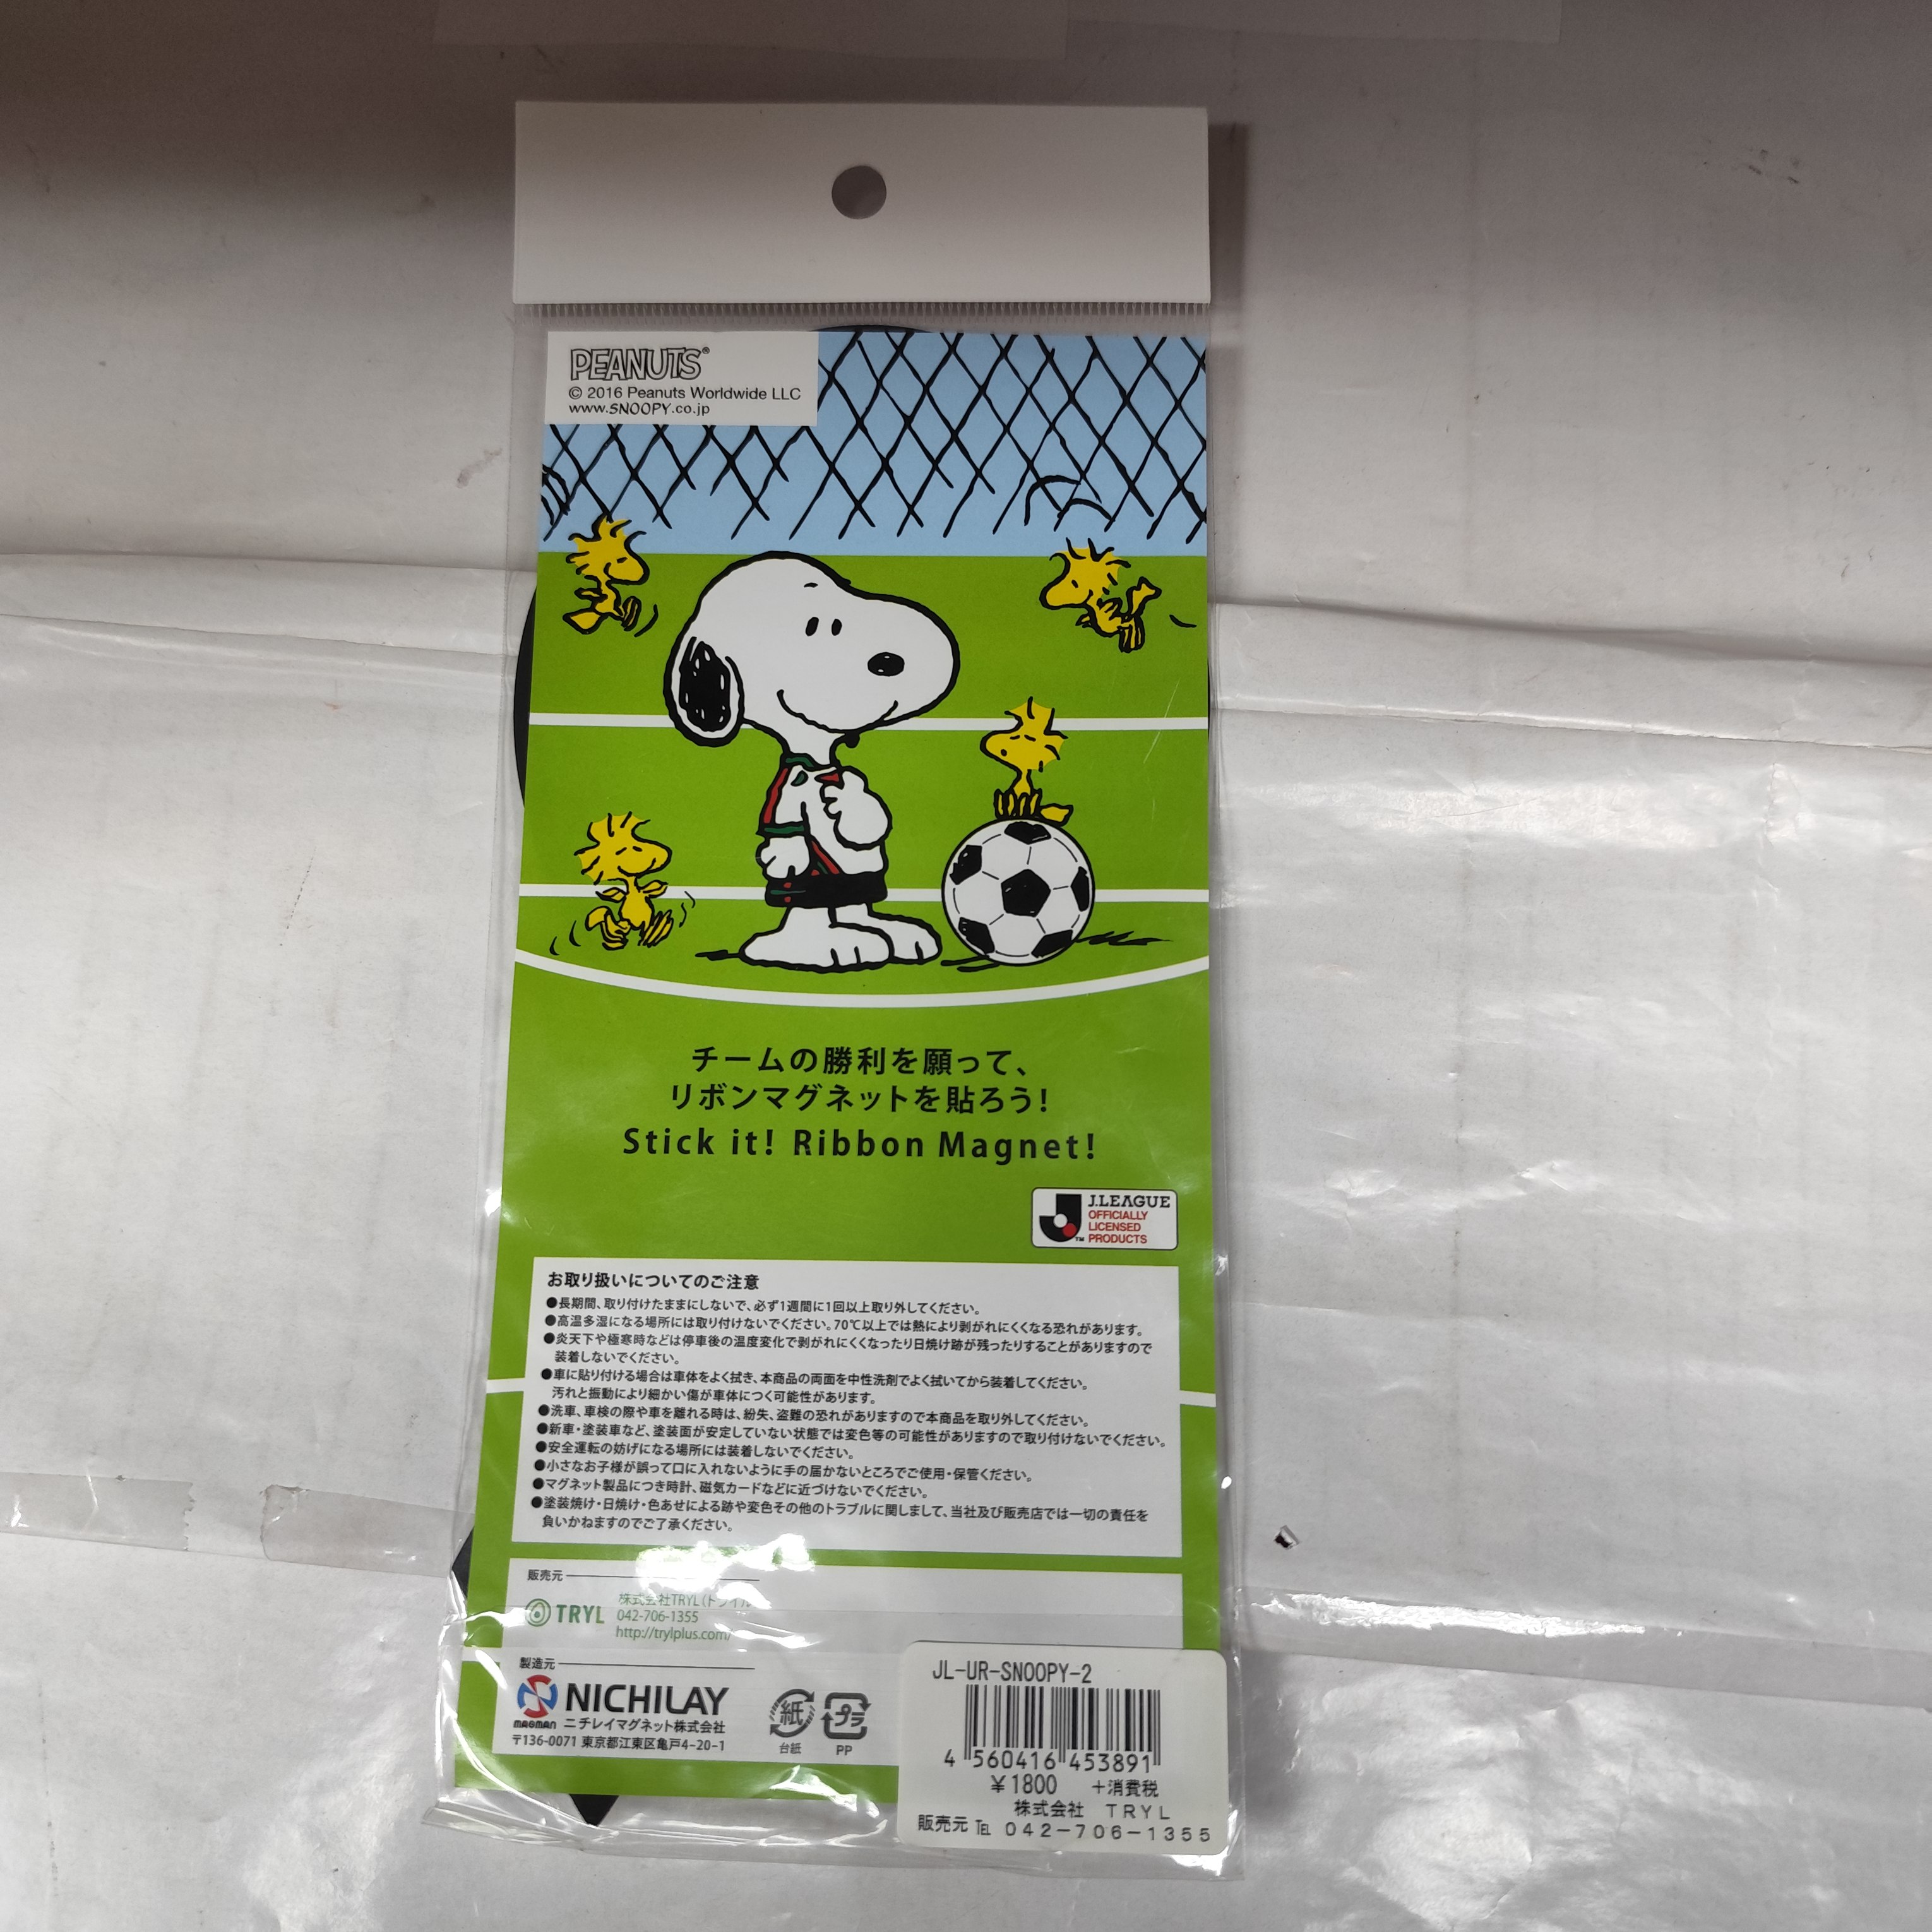 PEANUTS®
© 2016 Peanuts Worldwide LLC
www.SNOOPY.co.jp
チームの勝利を願って、
リボンマグネットを貼ろう!
Stick it! Ribbon Magnet!
J.LEAGUE
OFFICIALLY
LICENSED
PRODUCTS
TM
お取り扱いについてのご注意
●長期間、取り付けたままにしないで、必ず1週間に1回以上取り外してください。
●高温多湿になる場所には取り付けないでください。70℃以上では熱により剥がれにくくなる恐れがあります。
●炎天下や極寒時などは停車後の温度変化で剥がれにくくなったり日焼け跡が残ったりすることがありますので
装着しないでください。
●車に貼り付ける場合は車体をよく拭き、本商品の両面を中性洗剤でよく拭いてから装着してください。
汚れと振動により細かい傷が車体につく可能性があります。
●洗車、車検の際や車を離れる時は、紛失、盗難の恐れがありますので本商品を取り外してください。
●新車・塗装車など、塗装面が安定していない状態では変色等の可能性がありますので取り付けないでください。
●安全運転の妨げになる場所には装着しないでください。
●小さなお子様が誤って口に入れないように手の届かないところでご使用・保管ください。
●マグネット製品につき時計、磁気カードなどに近づけないでください。
●塗装焼け・日焼け・色あせによる跡や変色その他のトラブルに関しまして、当社及び販売店では一切の責任を
負いかねますのでご了承ください。
販売元
TRYL
株式会社TRYL(トライル
042-706-1355
http://trylplus.com/
製造元
MAGMAN
NICHILAY
ニチレイマグネット株式会社
〒136-0071 東京都江東区亀戸4-20-1
紙
台紙
プラ
PP
JL-UR-SNOOPY-2
4 560416 453891
￥1800 +消費税
株式会社 TRYL
販売元 ℡ 042-706-1355